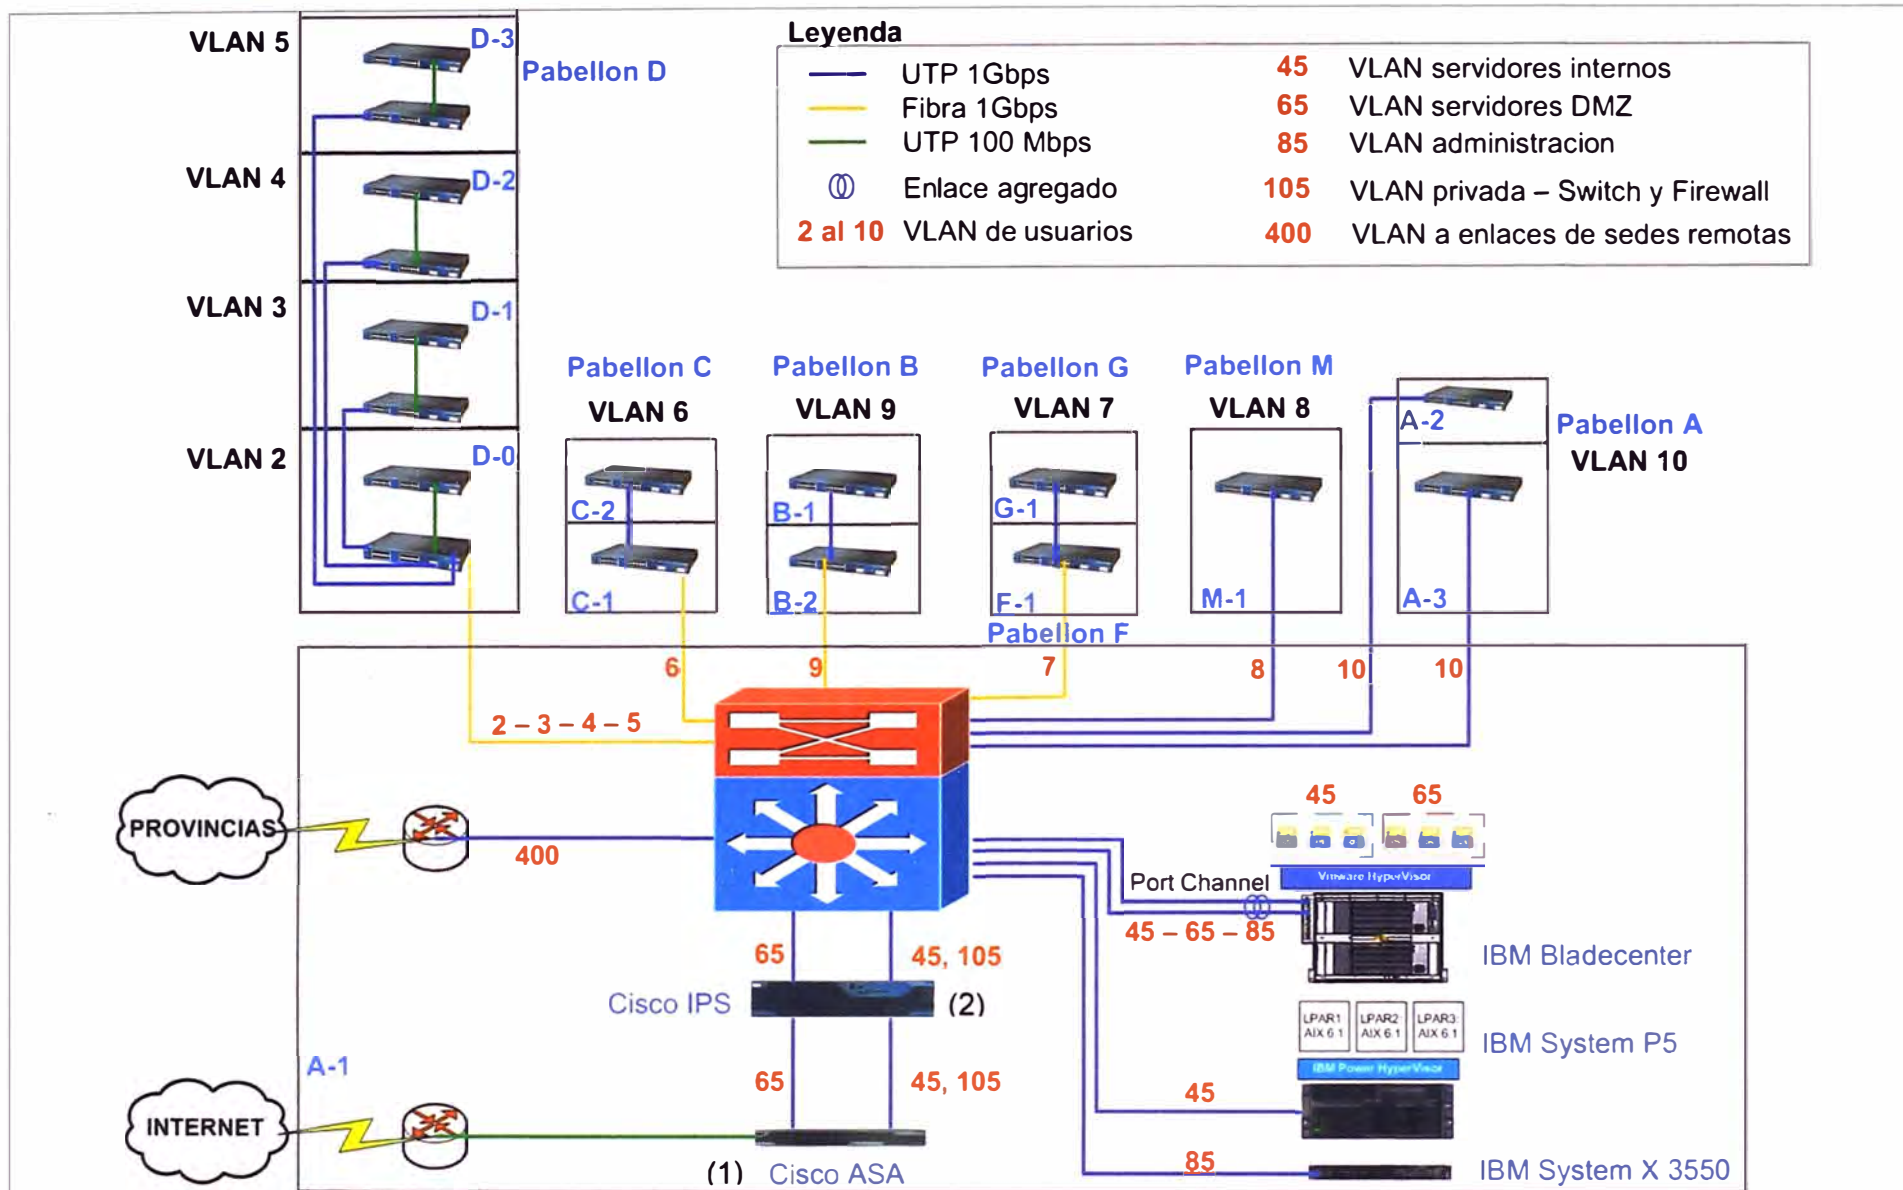 Leyenda
UTP 1Gbps
Fibra 1Gbps
UTP 100 Mbps
Enlace agregado
2 al 10 VLAN de usuarios
45 VLAN servidores internos
65 VLAN servidores DMZ
85 VLAN administracion
105 VLAN privada – Switch y Firewall
400 VLAN a enlaces de sedes remotas
VLAN 5
D-3
Pabellon D
VLAN 4
D-2
VLAN 3
D-1
VLAN 2
D-0
Pabellon C
VLAN 6
C-2
C-1
Pabellon B
VLAN 9
B-1
B-2
Pabellon G
VLAN 7
G-1
F-1
Pabellon F
Pabellon M
VLAN 8
M-1
A-2
Pabellon A
VLAN 10
A-3
6
9
7
8
10
10
2 – 3 – 4 – 5
PROVINCIAS
400
45
65
Vmware HyperVisor
Port Channel
45 – 65 – 85
IBM Bladecenter
65
45, 105
Cisco IPS
(2)
LPAR1: AIX 6.1
LPAR2: AIX 6.1
LPAR3: AIX 6.1
IBM System P5
IBM Power HyperVisor
A-1
65
45, 105
45
INTERNET
(1)
Cisco ASA
85
IBM System X 3550